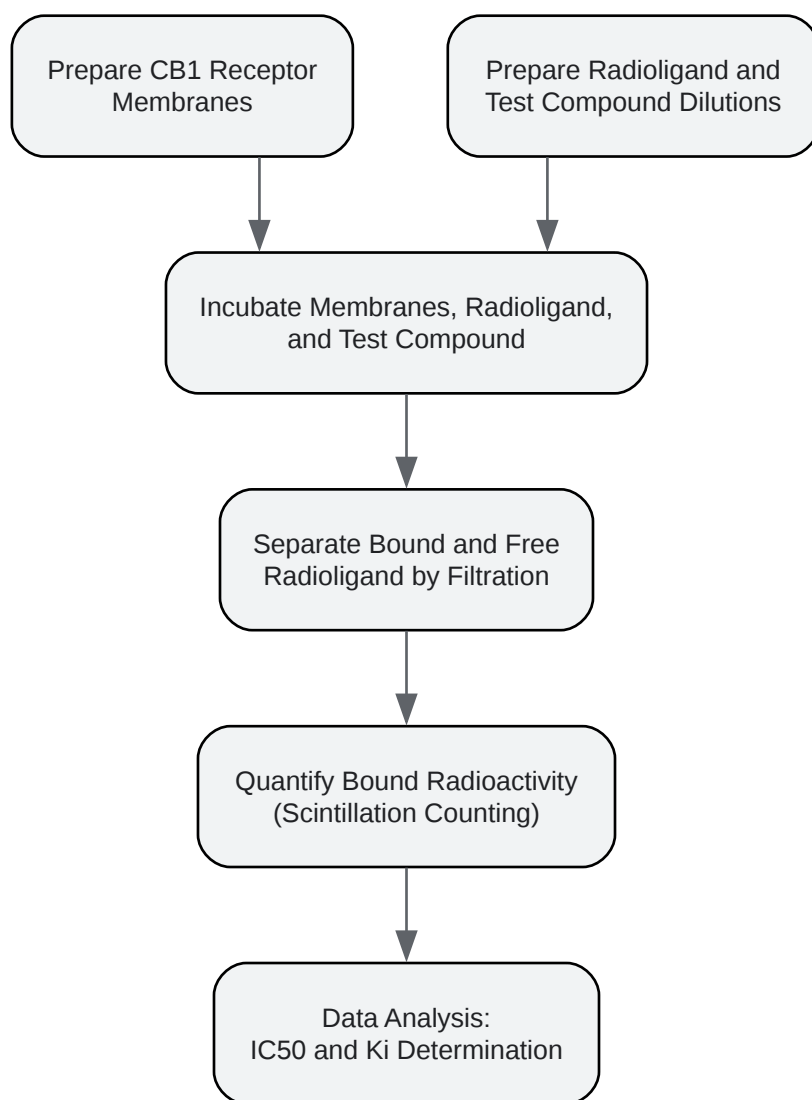 Prepare CB1 Receptor
Membranes
Prepare Radioligand and
Test Compound Dilutions
Incubate Membranes, Radioligand,
and Test Compound
Separate Bound and Free
Radioligand by Filtration
Quantify Bound Radioactivity
(Scintillation Counting)
Data Analysis:
IC50 and Ki Determination